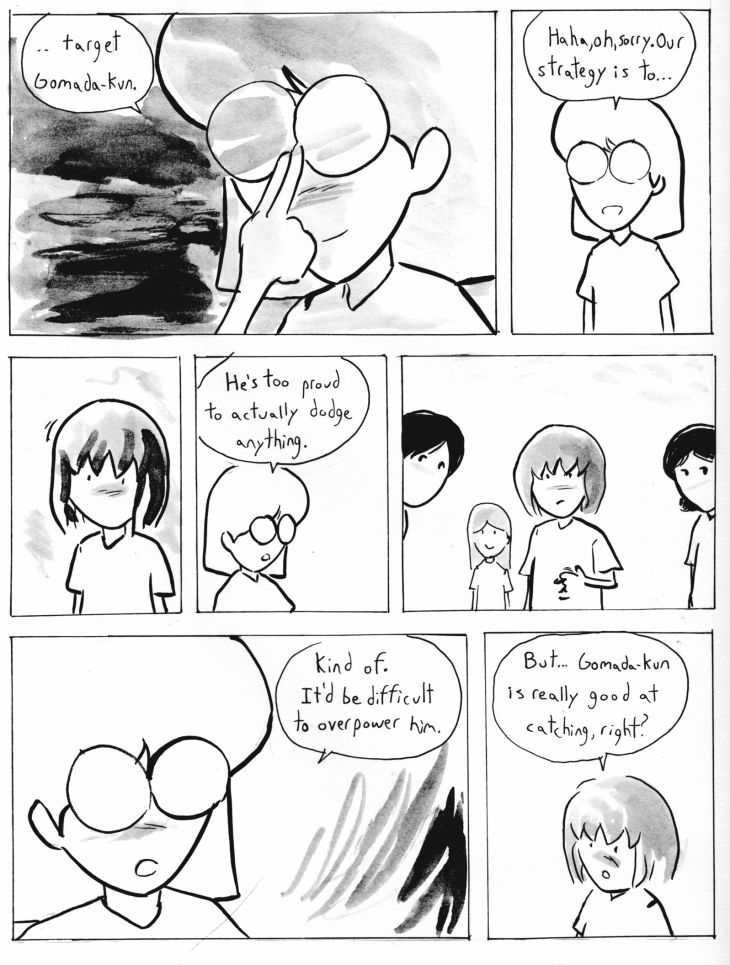 Haha, oh, sorry. Our
strategy is to...
.. target
Gomada-kun.
He's too proud
to actually dodge
anything.
But... Gomada-kun
is really good at
catching, right?
Kind of.
It'd be difficult
to overpower him.